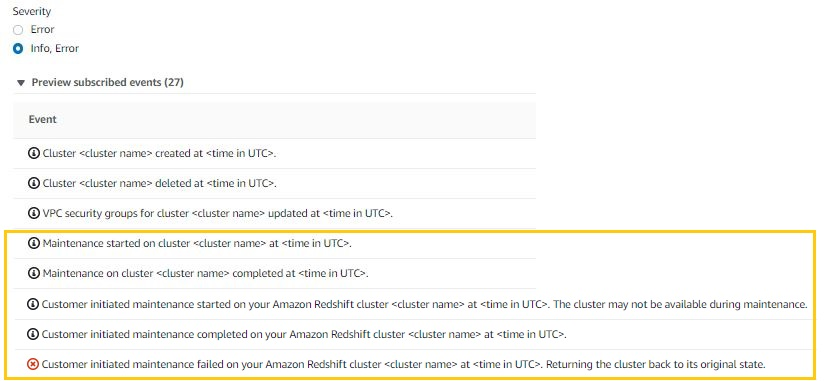 Severity
Error
Info, Error
Preview subscribed events (27)
Event
Cluster <cluster name> created at <time in UTC>.
Cluster <cluster name> deleted at <time in UTC>.
VPC security groups for cluster <cluster name> updated at <time in UTC>.
Maintenance started on cluster <cluster name> at <time in UTC>.
Maintenance on cluster <cluster name> completed at <time in UTC>.
Customer initiated maintenance started on your Amazon Redshift cluster <cluster name> at <time in UTC>. The cluster may not be available during maintenance.
Customer initiated maintenance completed on your Amazon Redshift cluster <cluster name> at <time in UTC>.
Customer initiated maintenance failed on your Amazon Redshift cluster <cluster name> at <time in UTC>. Returning the cluster back to its original state.